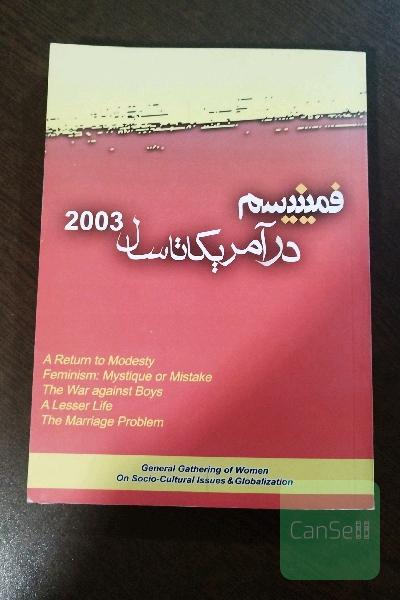 فمینیسم
در آمریکا تا سال 2003
A Return to Modesty
Feminism: Mystique or Mistake
The War against Boys
A Lesser Life
The Marriage Problem
General Gathering of Women
On Socio-Cultural Issues & Globalization
CanSell